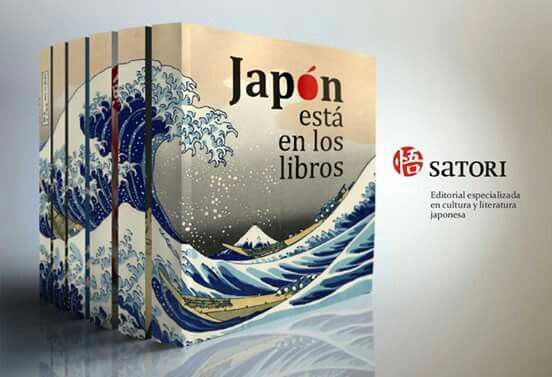 Japón
está
en los
libros
悟 SATORI
Editorial especializada
en cultura y literatura
japonesa